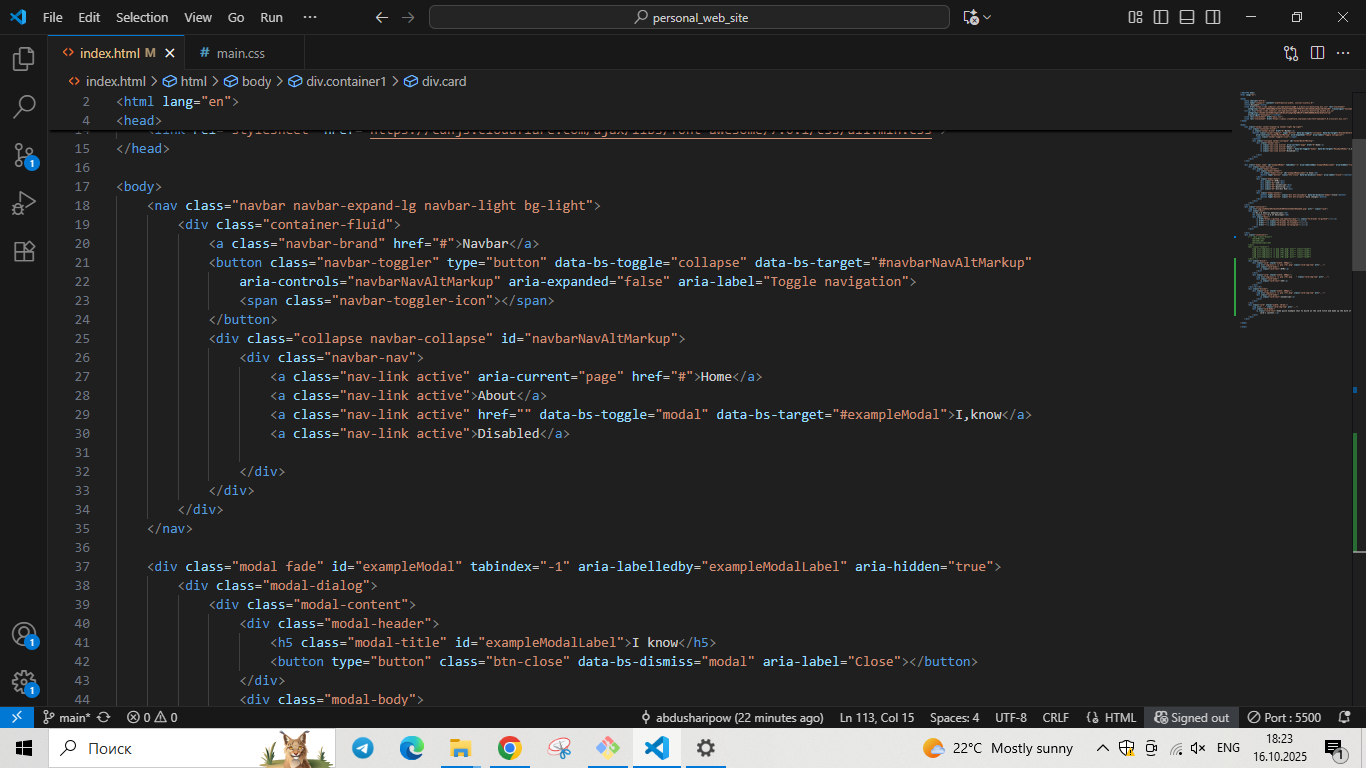 File Edit Selection View Go Run ··· personal_web_site
index.html M main.css
index.html > html > body > div.container1 > div.card
2 <html lang="en">
4 <head>
15 </head>
16
17 <body>
18 <nav class="navbar navbar-expand-lg navbar-light bg-light">
19 <div class="container-fluid">
20 <a class="navbar-brand" href="#">Navbar</a>
21 <button class="navbar-toggler" type="button" data-bs-toggle="collapse" data-bs-target="#navbarNavAltMarkup"
22 aria-controls="navbarNavAltMarkup" aria-expanded="false" aria-label="Toggle navigation">
23 <span class="navbar-toggler-icon"></span>
24 </button>
25 <div class="collapse navbar-collapse" id="navbarNavAltMarkup">
26 <div class="navbar-nav">
27 <a class="nav-link active" aria-current="page" href="#">Home</a>
28 <a class="nav-link active">About</a>
29 <a class="nav-link active" href="" data-bs-toggle="modal" data-bs-target="#exampleModal">I,know</a>
30 <a class="nav-link active">Disabled</a>
31
32 </div>
33 </div>
34 </div>
35 </nav>
36
37 <div class="modal fade" id="exampleModal" tabindex="-1" aria-labelledby="exampleModalLabel" aria-hidden="true">
38 <div class="modal-dialog">
39 <div class="modal-content">
40 <div class="modal-header">
41 <h5 class="modal-title" id="exampleModalLabel">I know</h5>
42 <button type="button" class="btn-close" data-bs-dismiss="modal" aria-label="Close"></button>
43 </div>
44 <div class="modal-body">
1
1
1
main* 0 0 abdusharipow (22 minutes ago) Ln 113, Col 15 Spaces: 4 UTF-8 CRLF {} HTML Signed out Port : 5500
Поиск 22°C Mostly sunny ENG 18:23
16.10.2025 1